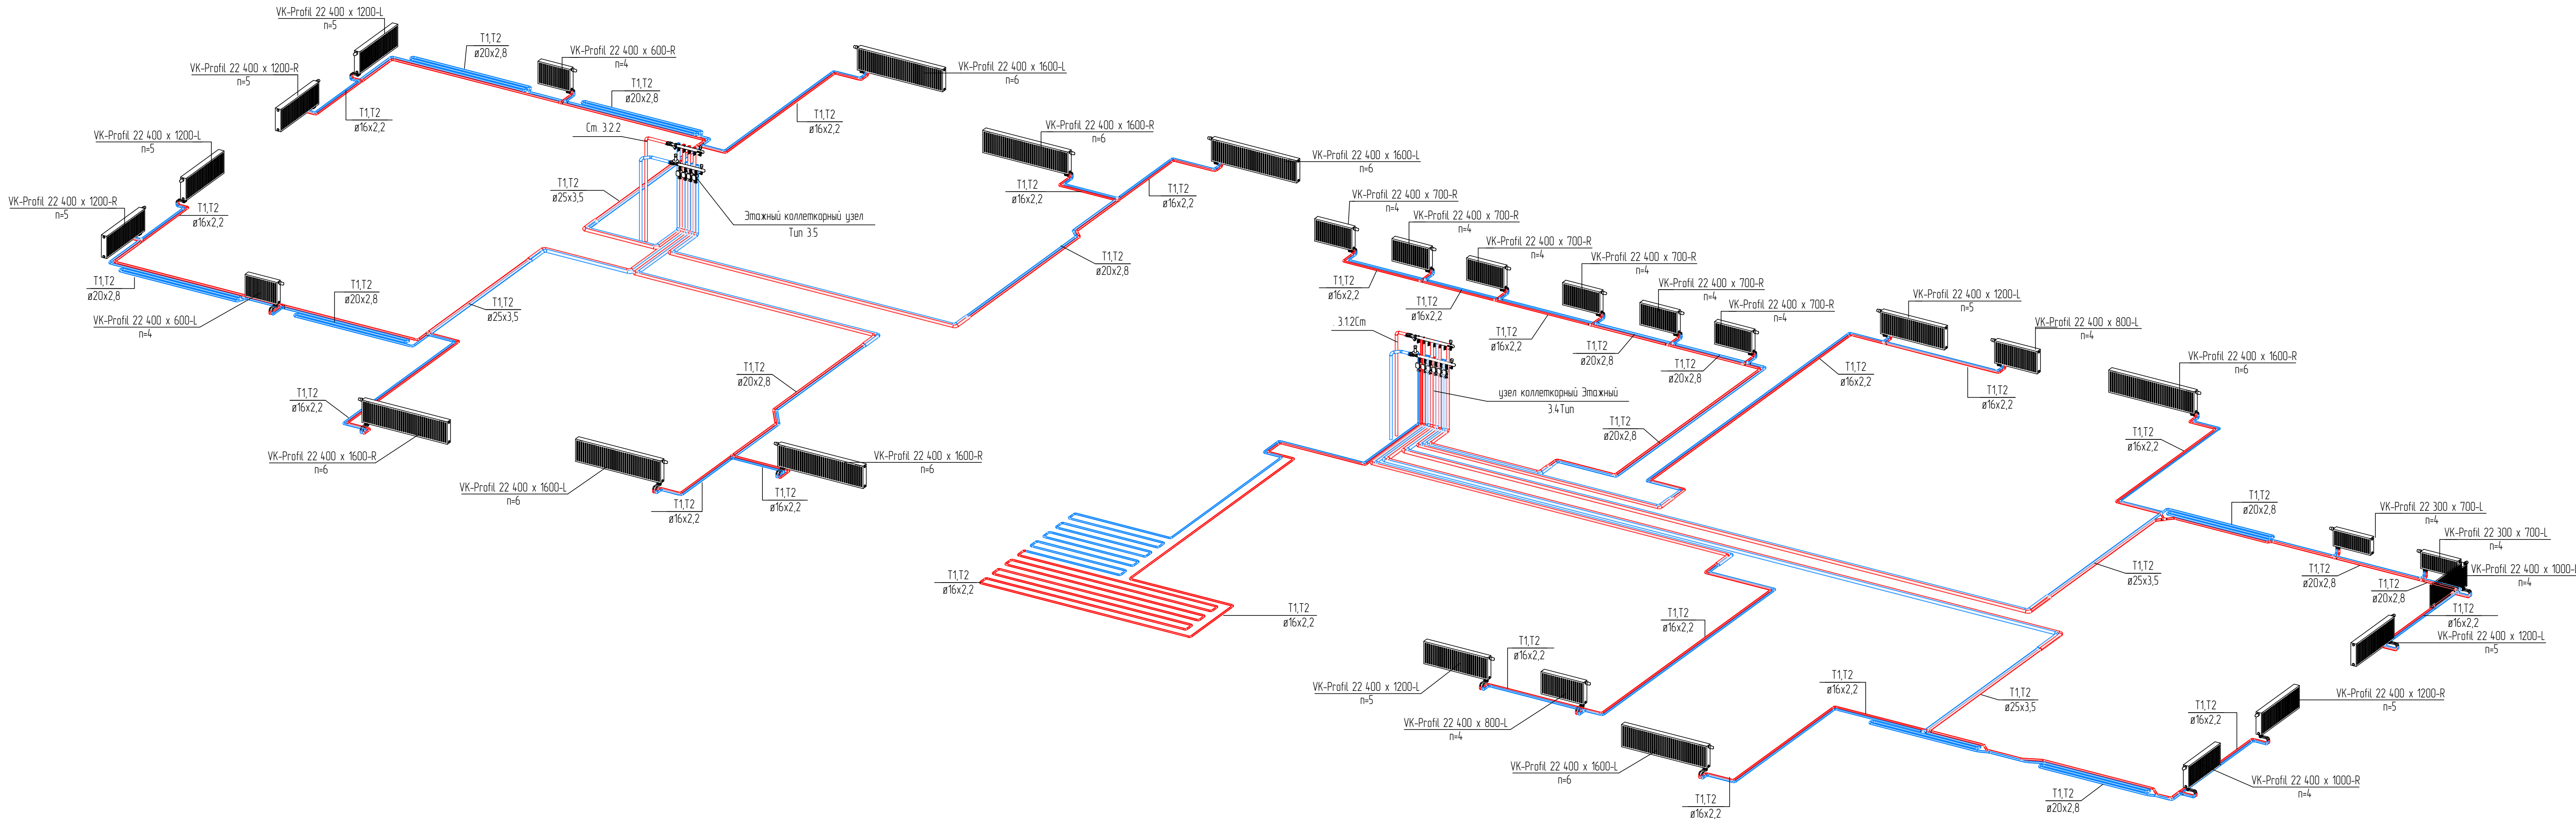 VK-Profil 22 400 x 1200-L
n=5
T1,T2
ø20x2,8
VK-Profil 22 400 x 600-R
n=4
VK-Profil 22 400 x 1200-R
n=5
VK-Profil 22 400 x 1600-L
n=6
T1,T2
ø20x2,8
T1,T2
ø16x2,2
T1,T2
ø16x2,2
Ст. 3.2.2
VK-Profil 22 400 x 1200-L
n=5
VK-Profil 22 400 x 1600-R
n=6
VK-Profil 22 400 x 1600-L
n=6
T1,T2
ø25x3,5
T1,T2
ø16x2,2
T1,T2
ø16x2,2
VK-Profil 22 400 x 1200-R
n=5
T1,T2
ø16x2,2
Этажный коллеткорный узел
Тип 3.5
VK-Profil 22 400 x 700-R
n=4
VK-Profil 22 400 x 700-R
n=4
VK-Profil 22 400 x 700-R
n=4
VK-Profil 22 400 x 700-R
n=4
VK-Profil 22 400 x 700-R
n=4
VK-Profil 22 400 x 700-R
n=4
T1,T2
ø20x2,8
T1,T2
ø20x2,8
T1,T2
ø20x2,8
T1,T2
ø25x3,5
VK-Profil 22 400 x 600-L
n=4
T1,T2
ø16x2,2
T1,T2
ø16x2,2
T1,T2
ø16x2,2
T1,T2
ø20x2,8
T1,T2
ø20x2,8
VK-Profil 22 400 x 1200-L
n=5
VK-Profil 22 400 x 800-L
n=4
3.1.2Ст
VK-Profil 22 400 x 1600-R
n=6
T1,T2
ø20x2,8
T1,T2
ø16x2,2
T1,T2
ø16x2,2
T1,T2
ø16x2,2
узел коллеткорный Этажный
3.4Тип
T1,T2
ø20x2,8
T1,T2
ø16x2,2
VK-Profil 22 400 x 1600-R
n=6
VK-Profil 22 400 x 1600-L
n=6
VK-Profil 22 400 x 1600-R
n=6
T1,T2
ø16x2,2
T1,T2
ø16x2,2
T1,T2
ø20x2,8
VK-Profil 22 300 x 700-L
n=4
VK-Profil 22 300 x 700-L
n=4
T1,T2
ø16x2,2
T1,T2
ø25x3,5
T1,T2
ø20x2,8
T1,T2
ø20x2,8
VK-Profil 22 400 x 1000-L
n=4
T1,T2
ø16x2,2
T1,T2
ø16x2,2
T1,T2
ø16x2,2
VK-Profil 22 400 x 1200-L
n=5
T1,T2
ø16x2,2
VK-Profil 22 400 x 1200-L
n=5
VK-Profil 22 400 x 800-L
n=4
T1,T2
ø16x2,2
T1,T2
ø25x3,5
VK-Profil 22 400 x 1200-R
n=5
T1,T2
ø16x2,2
VK-Profil 22 400 x 1600-L
n=6
VK-Profil 22 400 x 1000-R
n=4
T1,T2
ø16x2,2
T1,T2
ø20x2,8